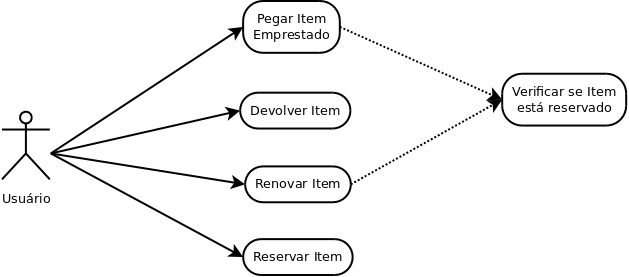 Pegar Item
Emprestado
Verificar se Item
está reservado
Devolver Item
Renovar Item
Usuário
Reservar Item